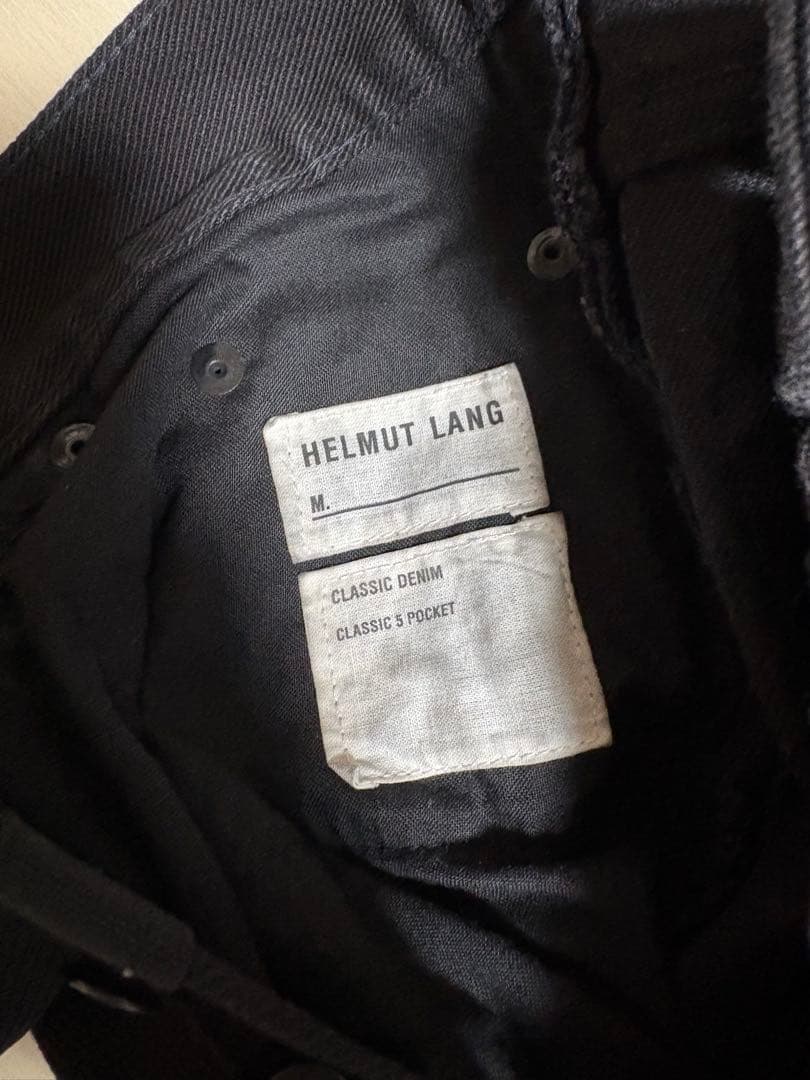 HELMUT LANG
M.
CLASSIC DENIM
CLASSIC 5 POCKET